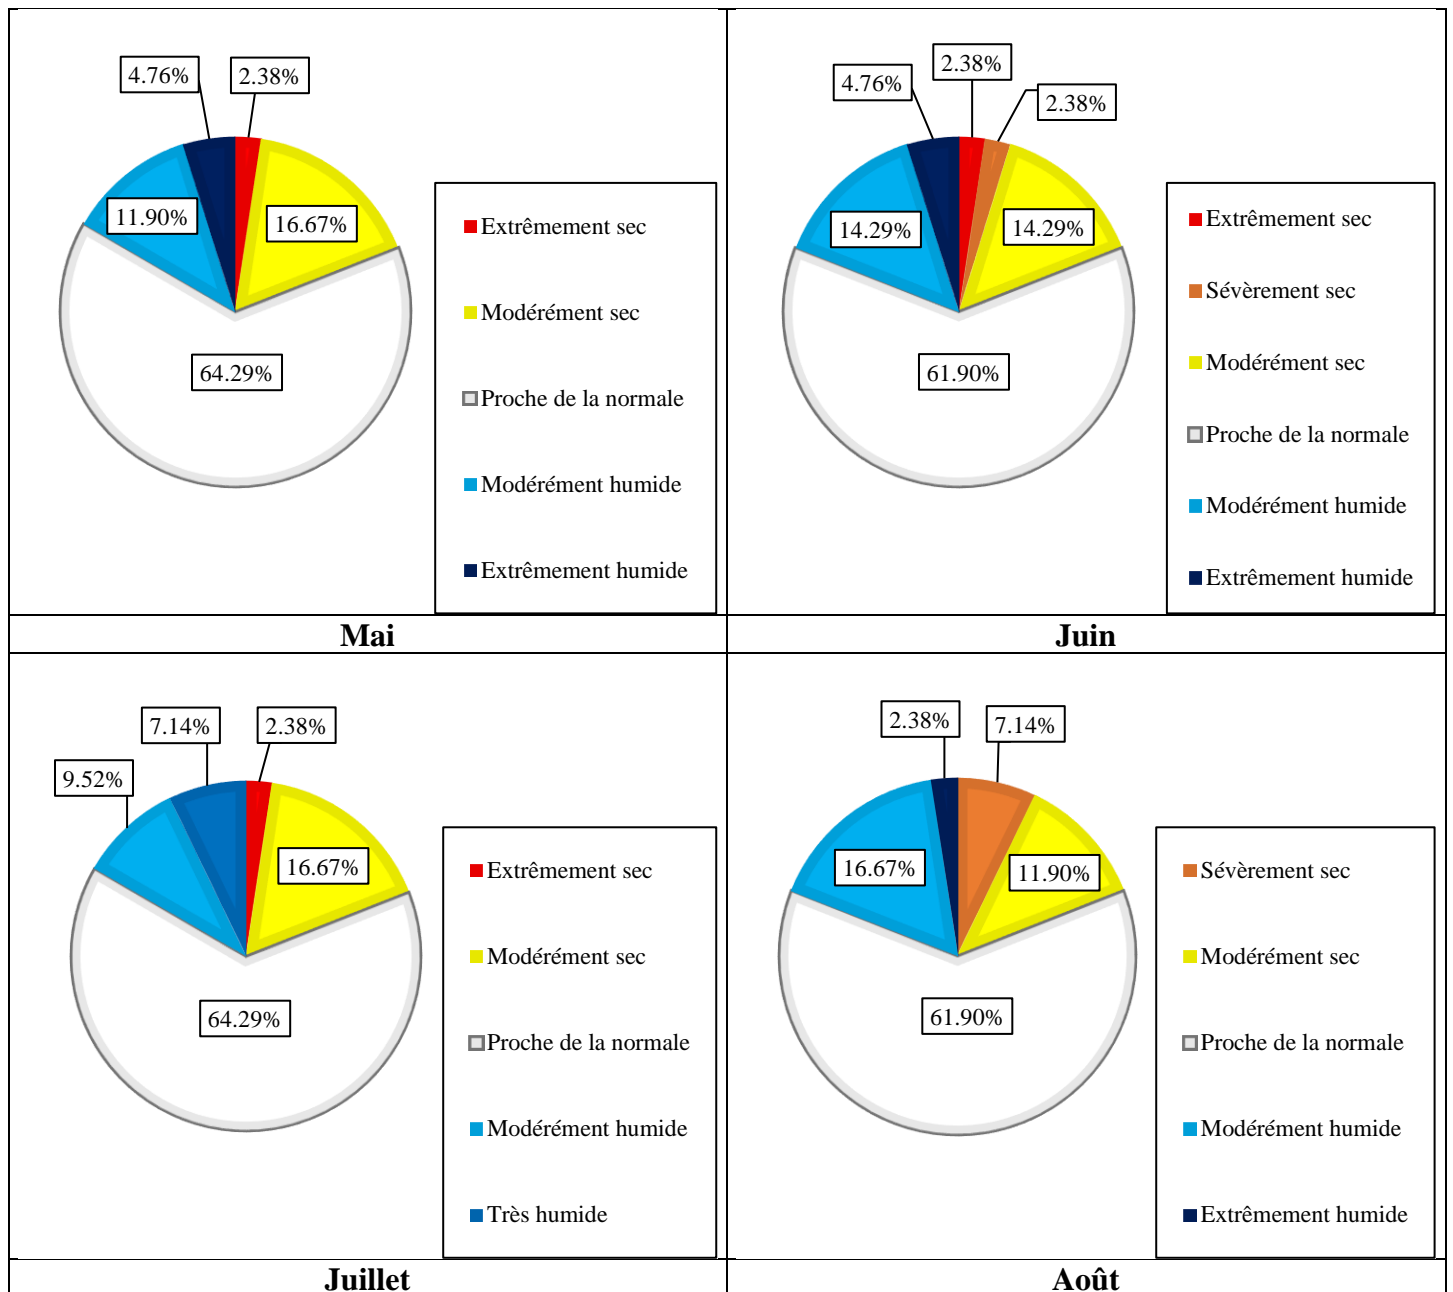 4.76%
2.38%
11.90%
16.67%
64.29%
Extrêmement sec
Modérément sec
Proche de la normale
Modérément humide
Extrêmement humide
Mai
4.76%
2.38%
2.38%
14.29%
14.29%
61.90%
Extrêmement sec
Sévèrement sec
Modérément sec
Proche de la normale
Modérément humide
Extrêmement humide
Juin
7.14%
2.38%
9.52%
16.67%
64.29%
Extrêmement sec
Modérément sec
Proche de la normale
Modérément humide
Très humide
Juillet
2.38%
7.14%
16.67%
11.90%
61.90%
Sévèrement sec
Modérément sec
Proche de la normale
Modérément humide
Extrêmement humide
Août